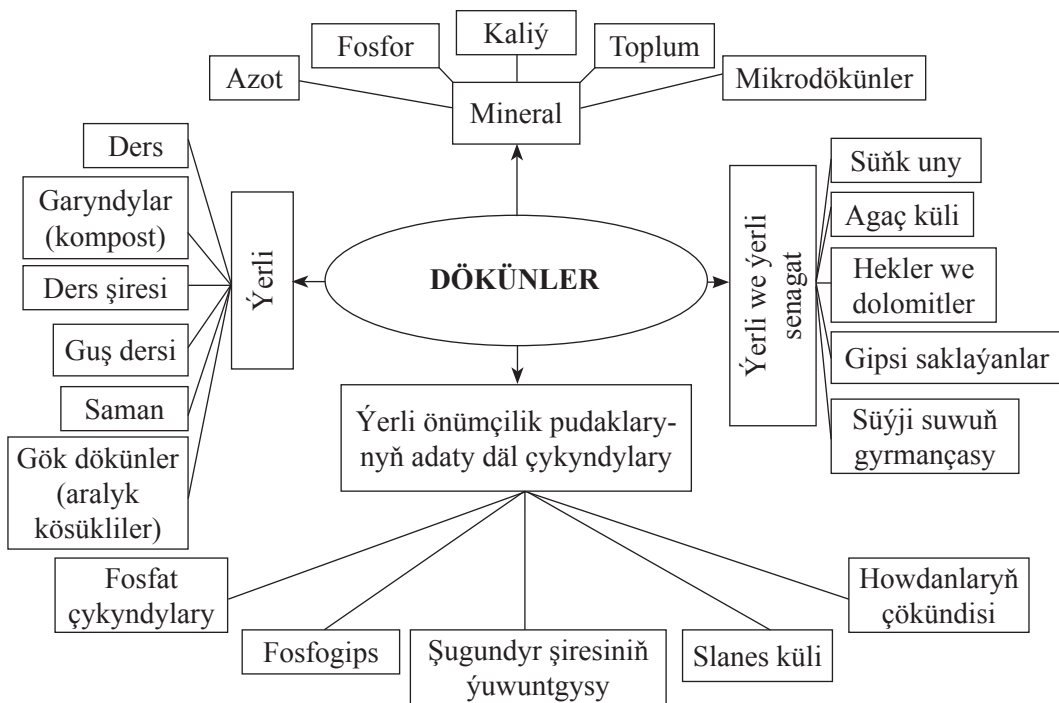 Kaliý
Fosfor
Toplum
Azot
Mikrodökünler
Mineral
Ders
Garyndylar
(kompost)
Ders şiresi
Guş dersi
Saman
Gök dökünler
(aralyk
kösükliler)
Ýerli
DÖKÜNLER
Ýerli we ýerli
senagat
Süňk uny
Agaç küli
Hekler we
dolomitler
Gipsi saklaýanlar
Süýji suwuň
gyrmançasy
Ýerli önümçilik pudaklary-
nyň adaty däl çykyndylary
Fosfat
çykyndylary
Fosfogips
Şugundyr şiresiniň
ýuwuntgysy
Slanes küli
Howdanlaryň
çökündisi